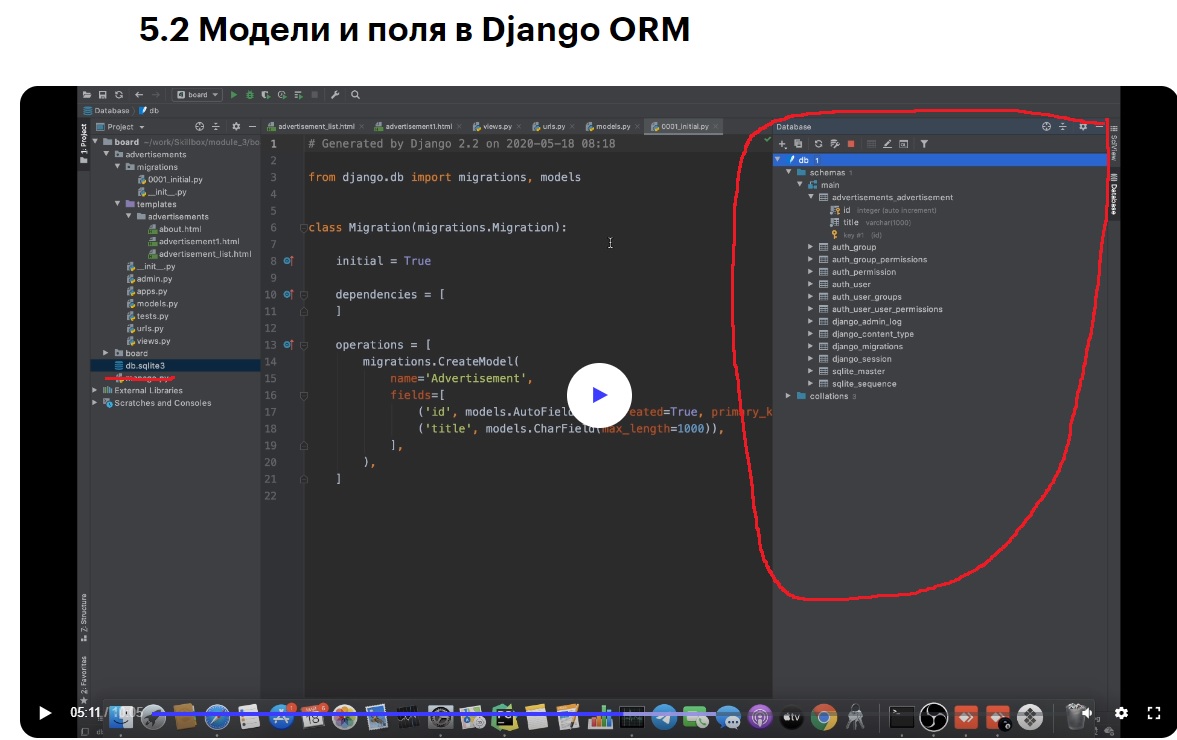 5.2 Модели и поля в Django ORM
board
Database
db
Project
1: Project
board ~/work/Skillbox/module_3/bo
advertisements
migrations
0001_initial.py
__init__.py
templates
advertisements
about.html
advertisement1.html
advertisement_list.html
__init__.py
admin.py
apps.py
models.py
tests.py
urls.py
views.py
board
db.sqlite3
manage.py
External Libraries
Scratches and Consoles
7: Structure
2: Favorites
advertisement_list.html
advertisement1.html
views.py
urls.py
models.py
0001_initial.py
1 # Generated by Django 2.2 on 2020-05-18 08:18
2
3 from django.db import migrations, models
4
5
6 class Migration(migrations.Migration):
7
8 initial = True
9
10 dependencies = [
11 ]
12
13 operations = [
14 migrations.CreateModel(
15 name='Advertisement',
16 fields=[
17 ('id', models.AutoField eated=True, primary_k
18 ('title', models.CharField(max_length=1000)),
19 ],
20 ),
21 ]
22
Database
db 1
schemas 1
main
advertisements_advertisement
id integer (auto increment)
title varchar(1000)
key #1 (id)
auth_group
auth_group_permissions
auth_permission
auth_user
auth_user_groups
auth_user_user_permissions
django_admin_log
django_content_type
django_migrations
django_session
sqlite_master
sqlite_sequence
collations 3
SciView
Database
05:11 /
18
tv